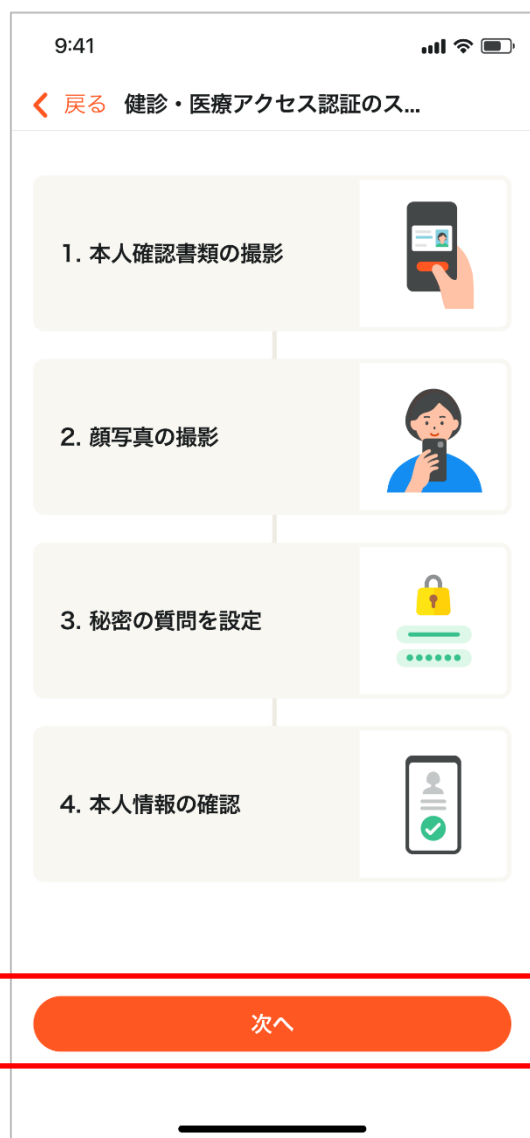 9:41
戻る 健診・医療アクセス認証のス...
1. 本人確認書類の撮影
2. 顔写真の撮影
3. 秘密の質問を設定
4. 本人情報の確認
次へ